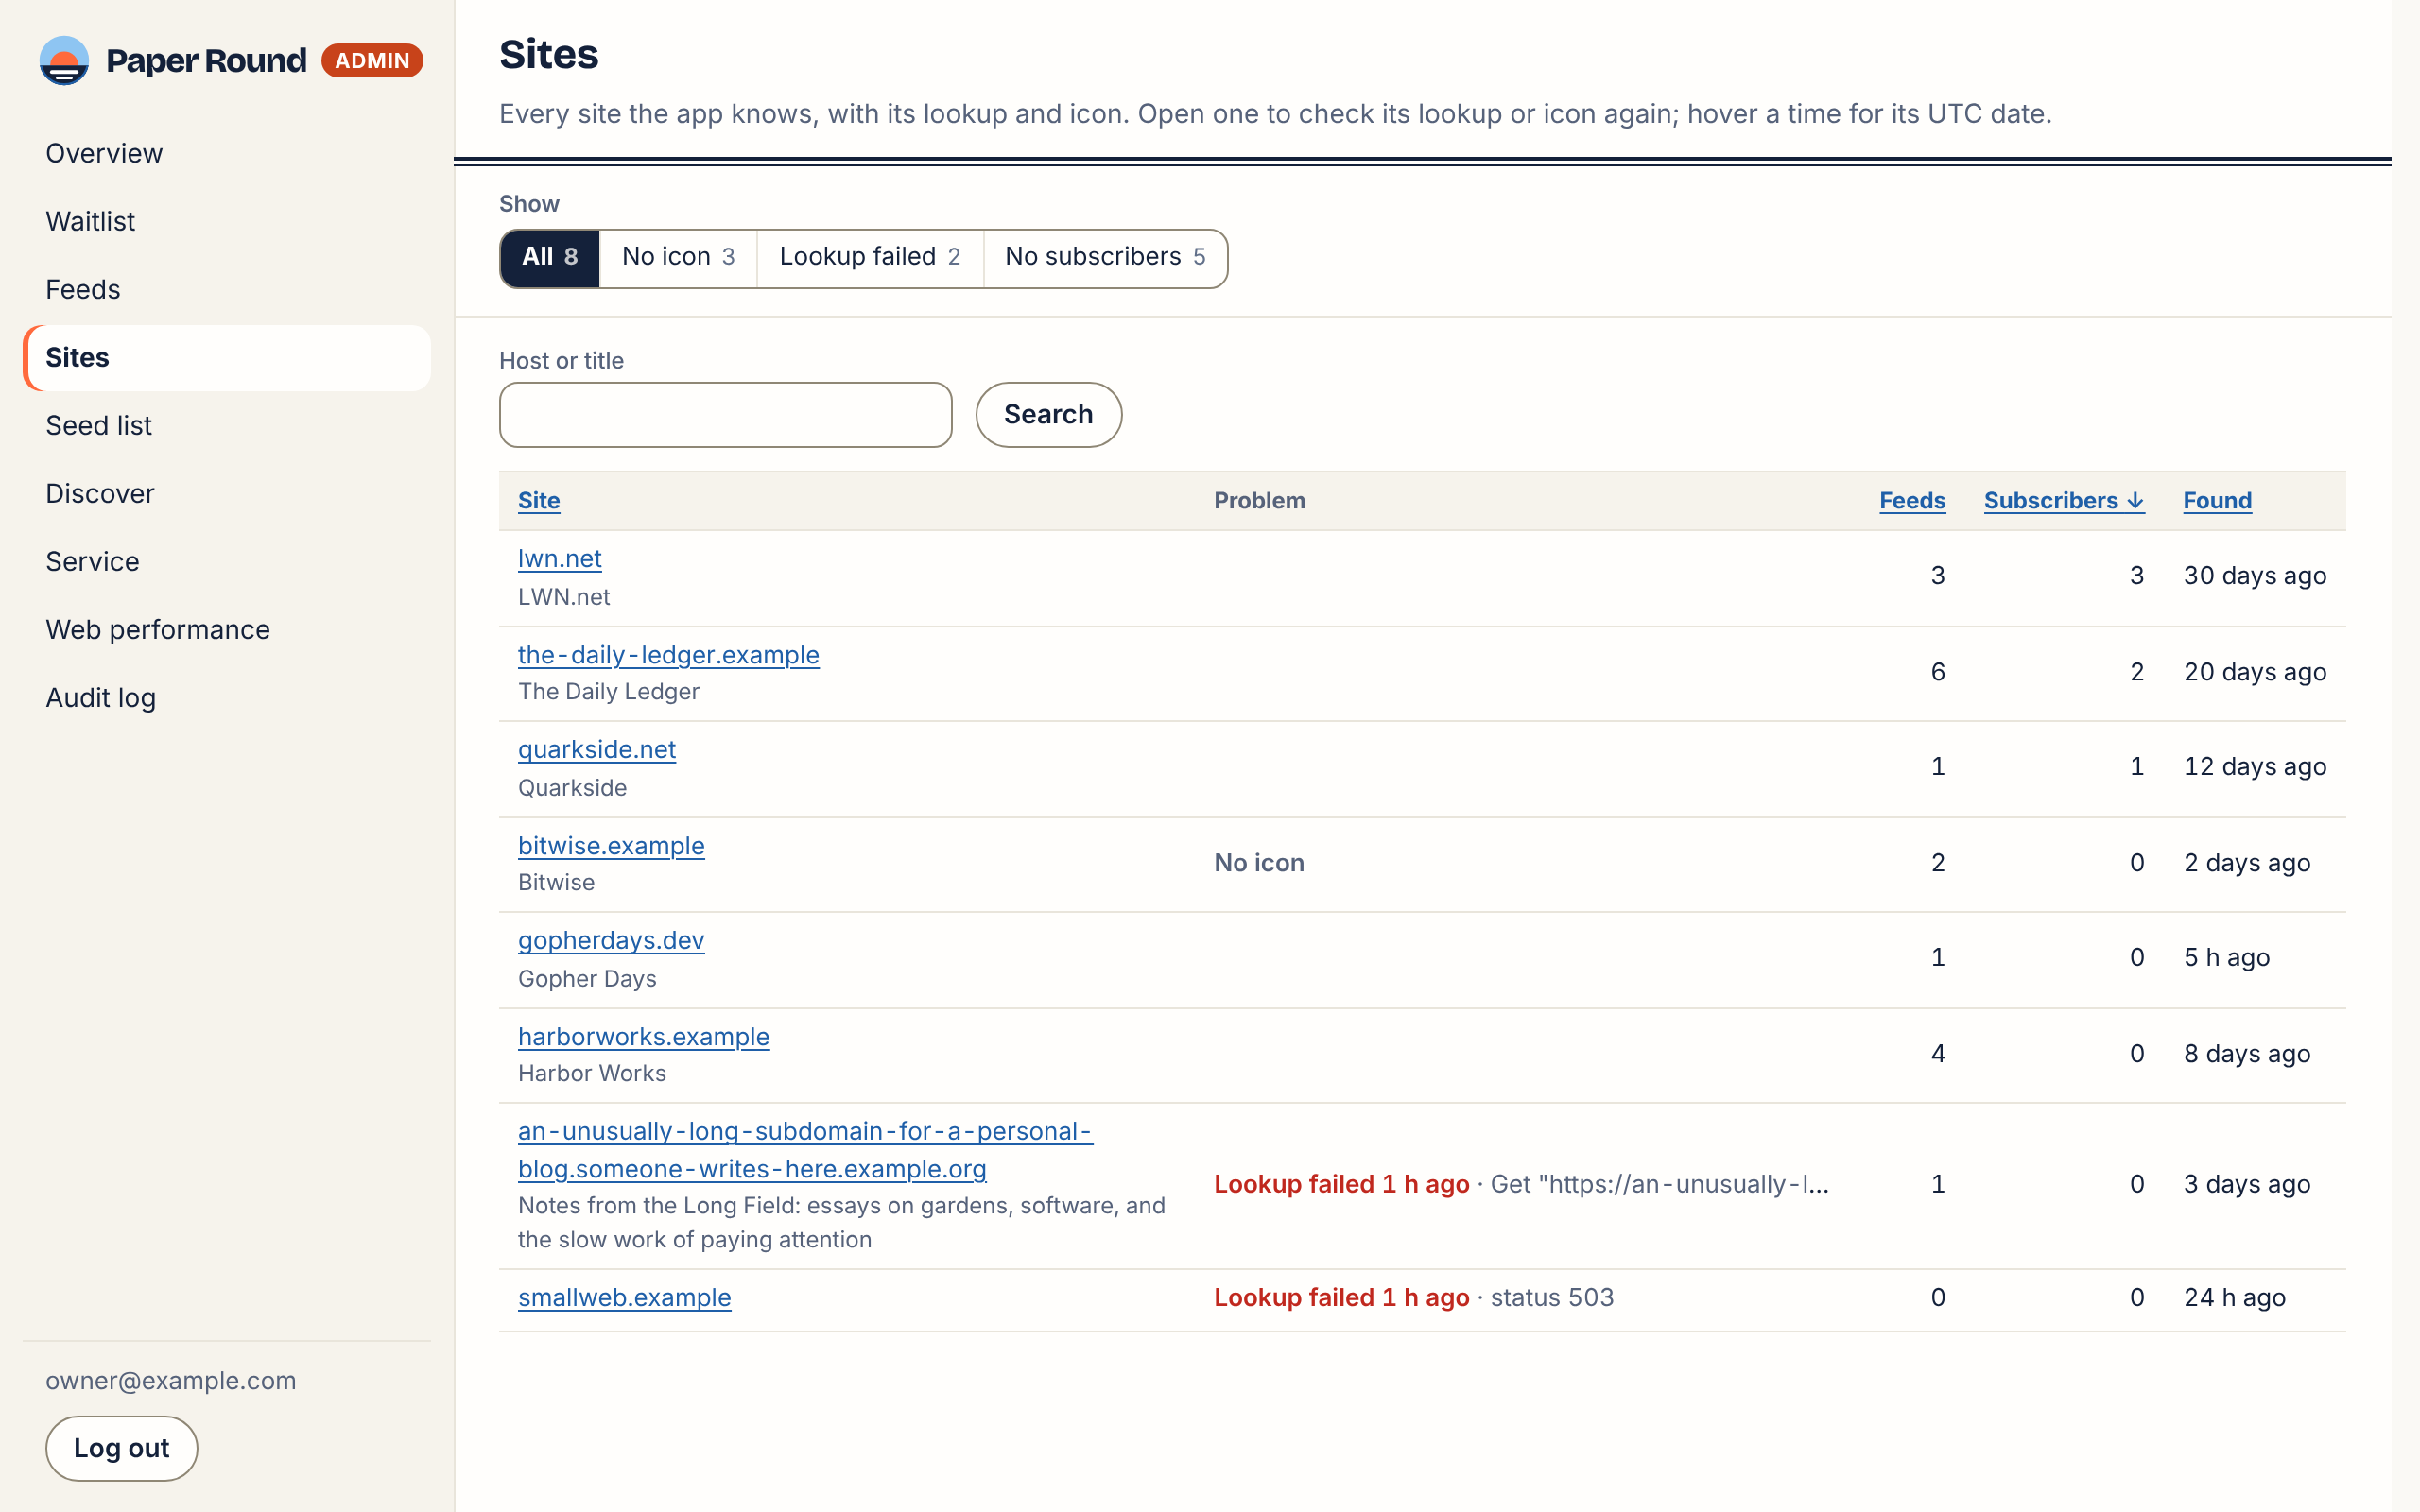 Paper Round ADMIN
Overview
Waitlist
Feeds
Sites
Seed list
Discover
Service
Web performance
Audit log
owner@example.com
Log out
Sites
Every site the app knows, with its lookup and icon. Open one to check its lookup or icon again; hover a time for its UTC date.
Show
All 8 No icon 3 Lookup failed 2 No subscribers 5
Host or title
Search
Site Problem Feeds Subscribers ↓ Found
lwn.net
LWN.net
3 3 30 days ago
the-daily-ledger.example
The Daily Ledger
6 2 20 days ago
quarkside.net
Quarkside
1 1 12 days ago
bitwise.example
Bitwise
No icon 2 0 2 days ago
gopherdays.dev
Gopher Days
1 0 5 h ago
harborworks.example
Harbor Works
4 0 8 days ago
an-unusually-long-subdomain-for-a-personal-
blog.someone-writes-here.example.org
Notes from the Long Field: essays on gardens, software, and
the slow work of paying attention
Lookup failed 1 h ago · Get "https://an-unusually-l... 1 0 3 days ago
smallweb.example Lookup failed 1 h ago · status 503 0 0 24 h ago